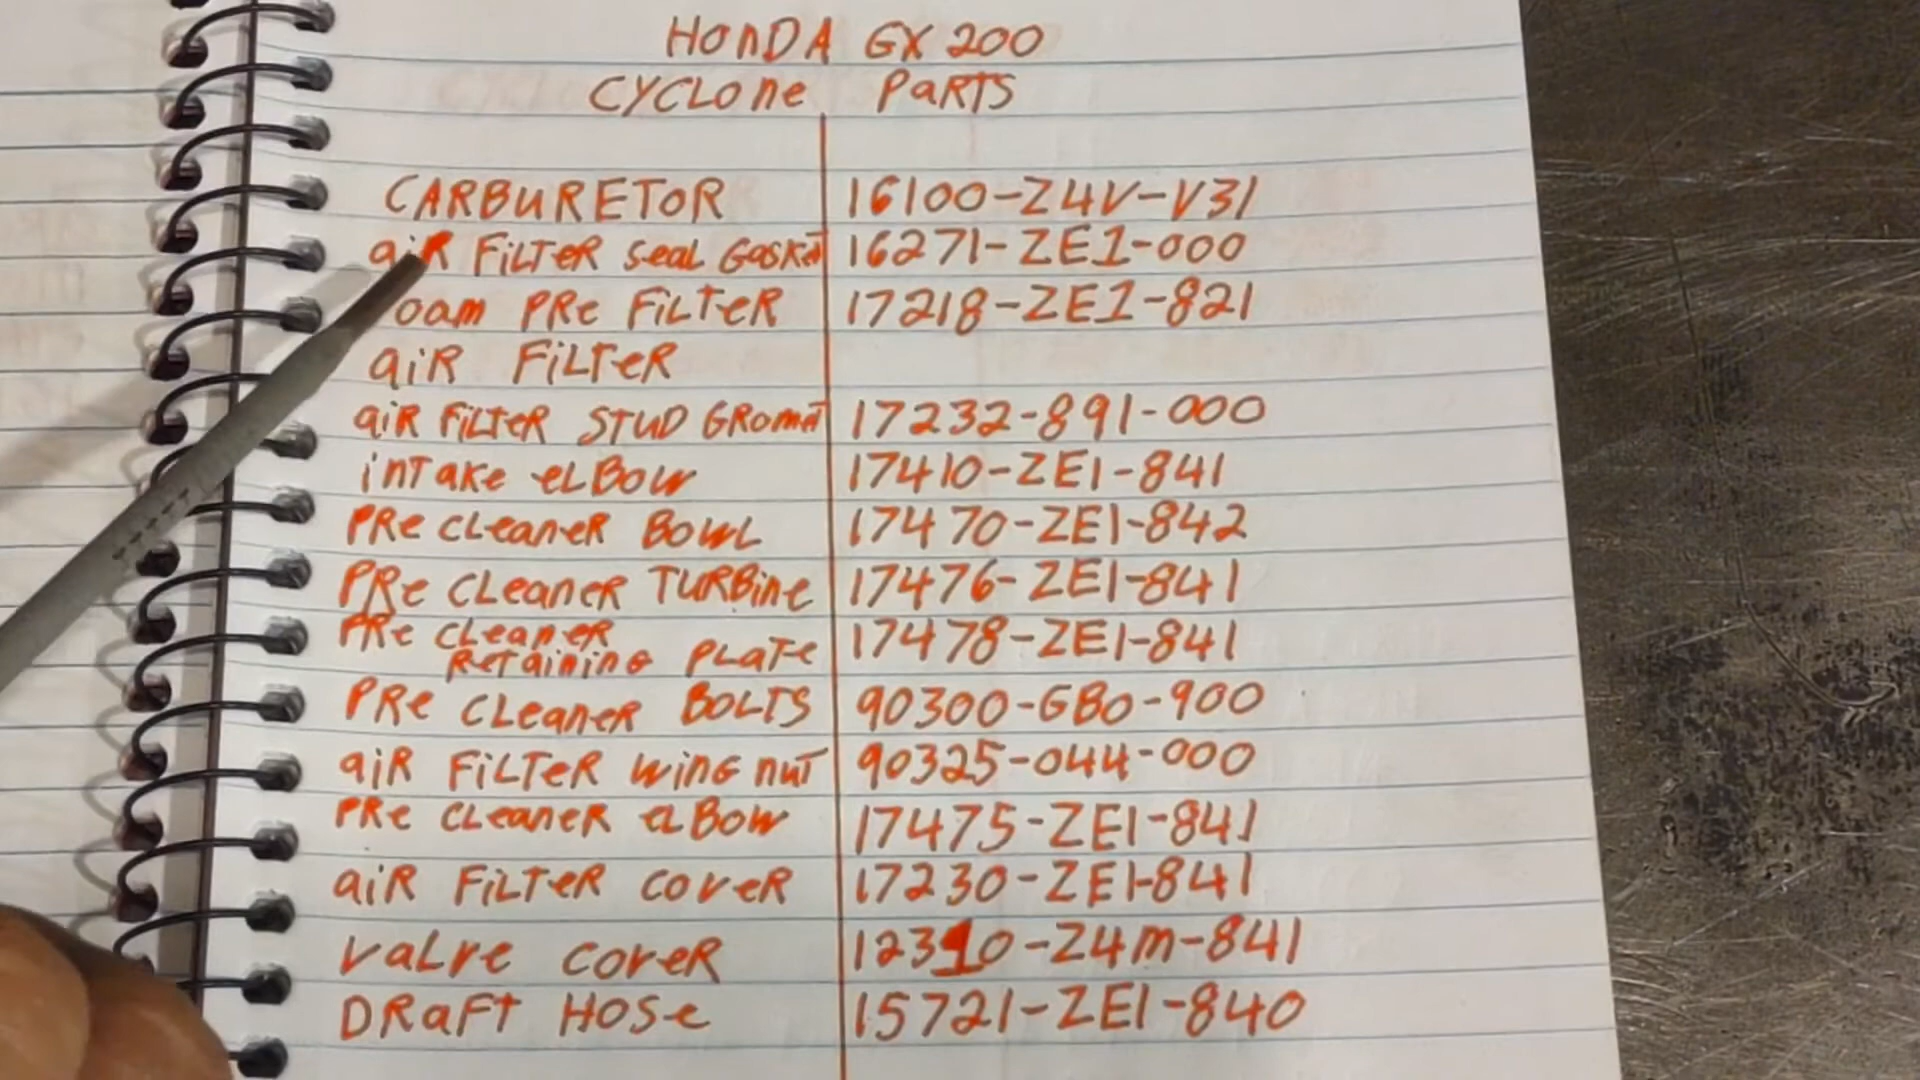 HONDA GX 200
CYCLONE PARTS
CARBURETOR 16100-Z4V-V31
AIR FILTER SEAL GASKET 16271-ZE1-000
OAM PRE FILTER 17218-ZE1-821
AIR FILTER
AIR FILTER STUD GROMET 17232-891-000
INTAKE ELBOW 17410-ZE1-841
PRE CLEANER BOWL 17470-ZE1-842
PRE CLEANER TURBINE 17476-ZE1-841
PRE CLEANER
RETAINING PLATE 17478-ZE1-841
PRE CLEANER BOLTS 90300-GB0-900
AIR FILTER WING NUT 90325-044-000
PRE CLEANER ELBOW 17475-ZE1-841
AIR FILTER COVER 17230-ZE1-841
VALVE COVER 12310-Z4M-841
DRAFT HOSE 15721-ZE1-840